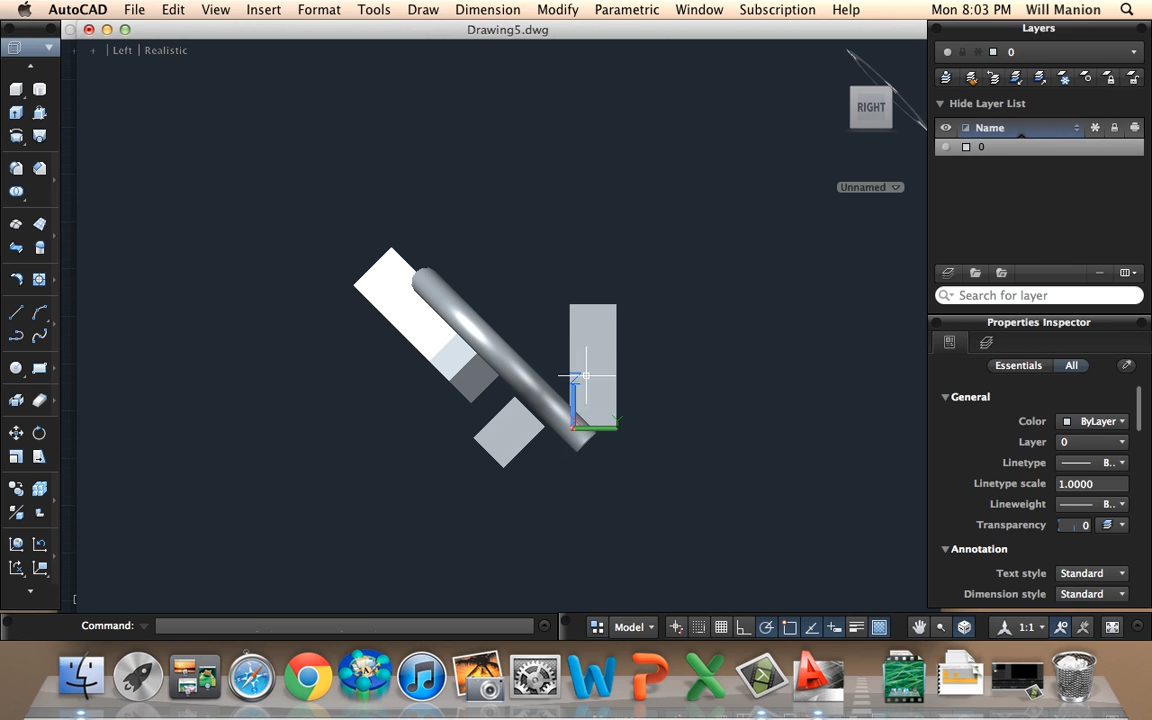 AutoCAD File Edit View Insert Format Tools Draw Dimension Modify Parametric Window Subscription Help Mon 8:03 PM Will Manion
Drawing5.dwg
+ Left Realistic
RIGHT
Unnamed
Z
Y
Layers
0
Hide Layer List
Name
0
Search for layer
Properties Inspector
Essentials All
General
Color ByLayer
Layer 0
Linetype B..
Linetype scale 1.0000
Lineweight B..
Transparency 0
Annotation
Text style Standard
Dimension style Standard
Command: Model 1:1